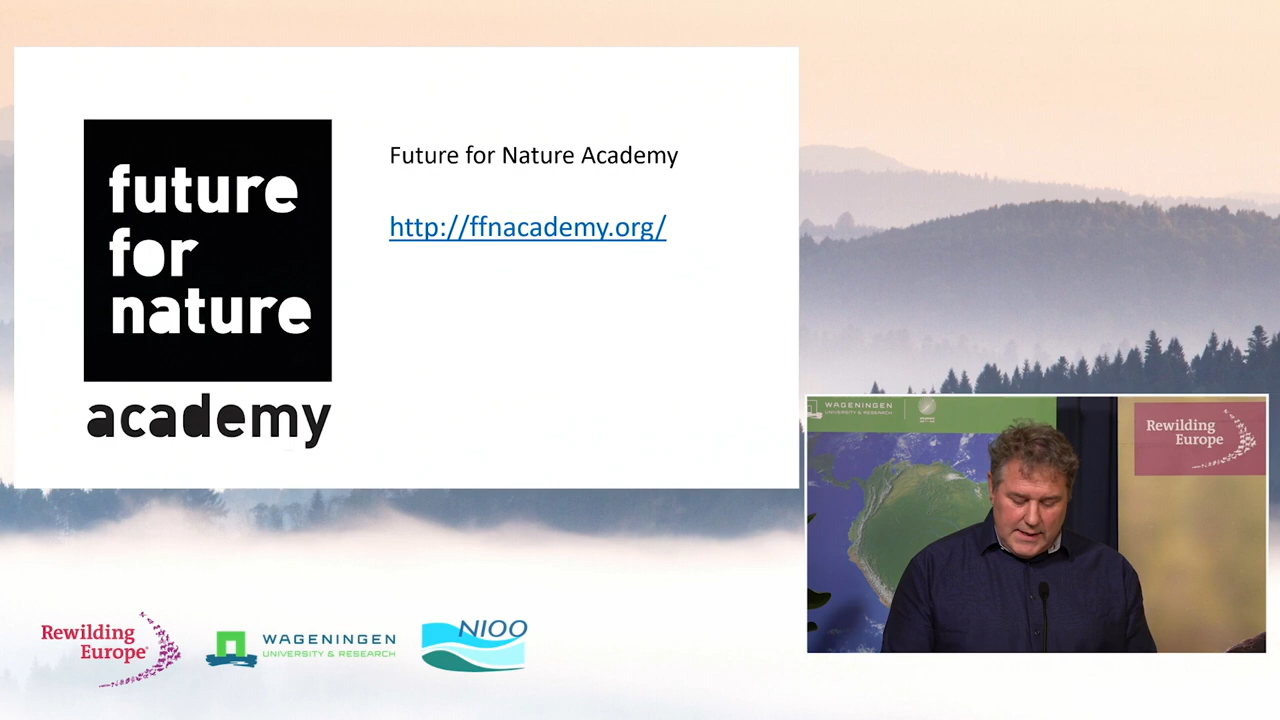 future
for
nature
academy
Future for Nature Academy
http://ffnacademy.org/
WAGENINGEN
UNIVERSITY & RESEARCH
Rewilding
Europe
Rewilding
Europe
WAGENINGEN
UNIVERSITY & RESEARCH
NIOO